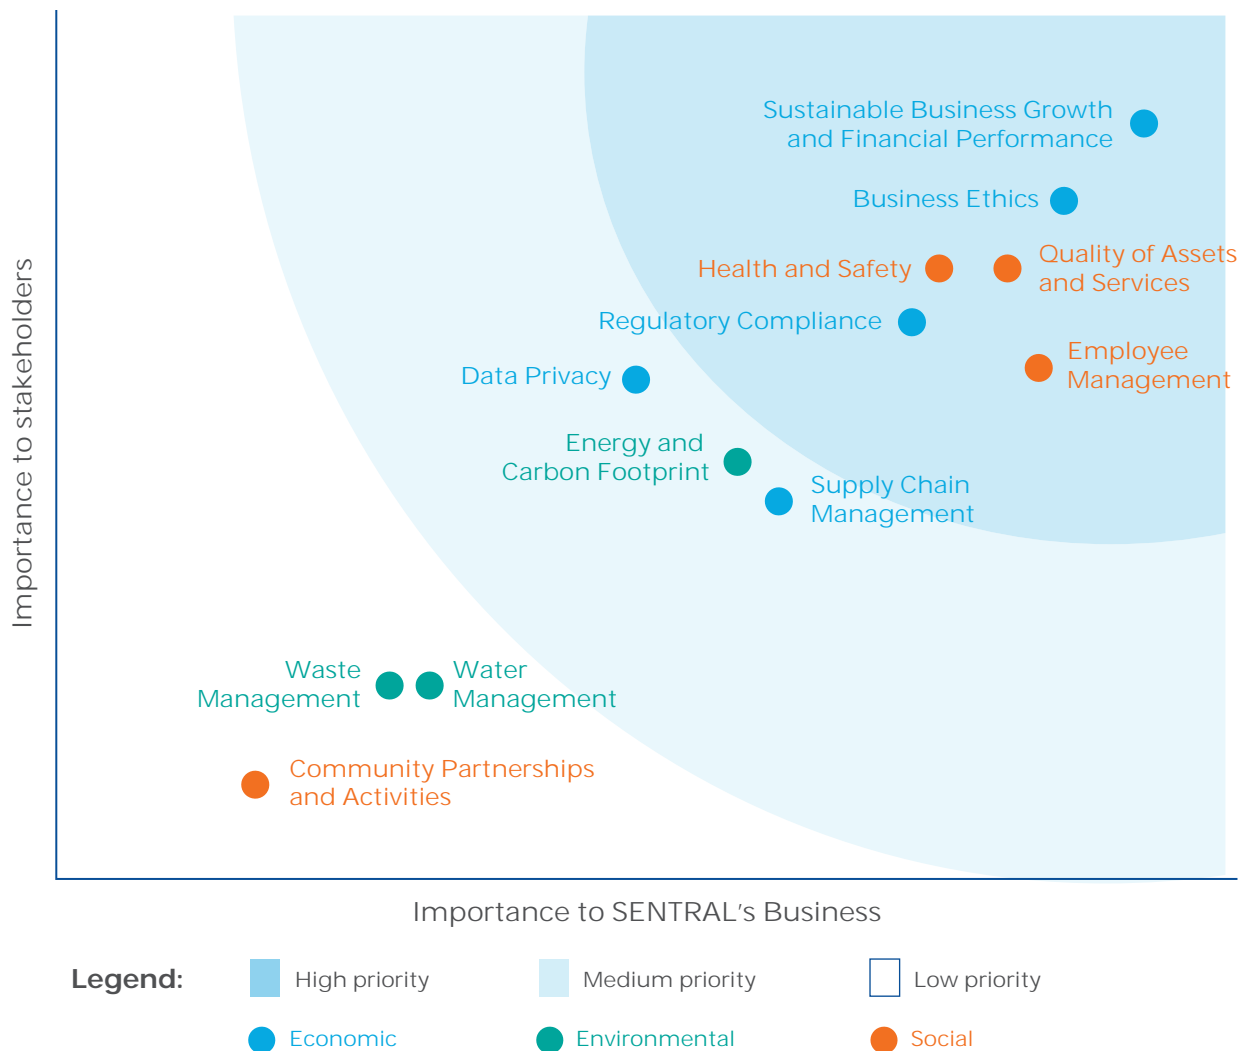 Sustainable Business Growth
and Financial Performance
Business Ethics
Health and Safety
Quality of Assets
and Services
Regulatory Compliance
Employee
Management
Data Privacy
Energy and
Carbon Footprint
Supply Chain
Management
Waste
Management
Water
Management
Community Partnerships
and Activities
Importance to stakeholders
Importance to SENTRAL's Business
Legend:
High priority
Medium priority
Low priority
Economic
Environmental
Social